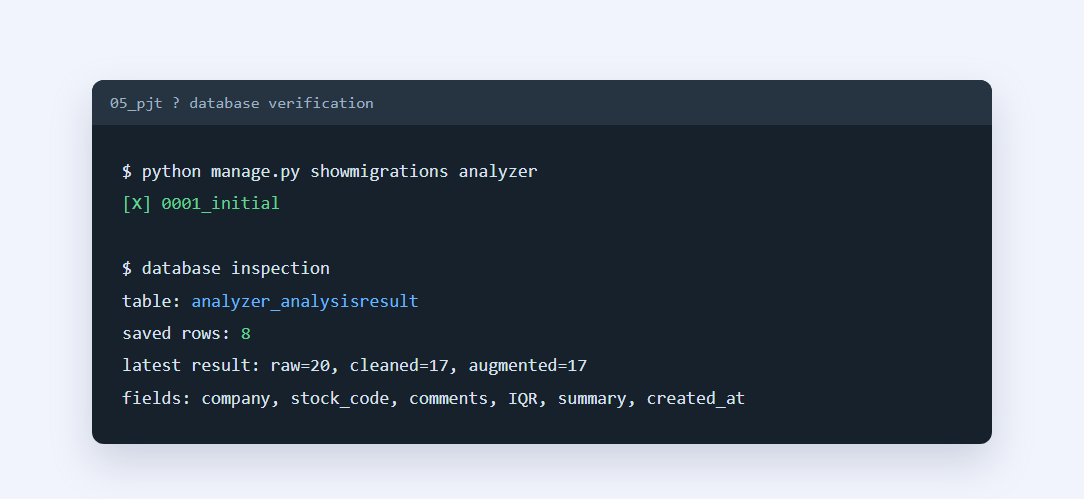 05_pjt ? database verification
$ python manage.py showmigrations analyzer
[X] 0001_initial
$ database inspection
table: analyzer_analysisresult
saved rows: 8
latest result: raw=20, cleaned=17, augmented=17
fields: company, stock_code, comments, IQR, summary, created_at